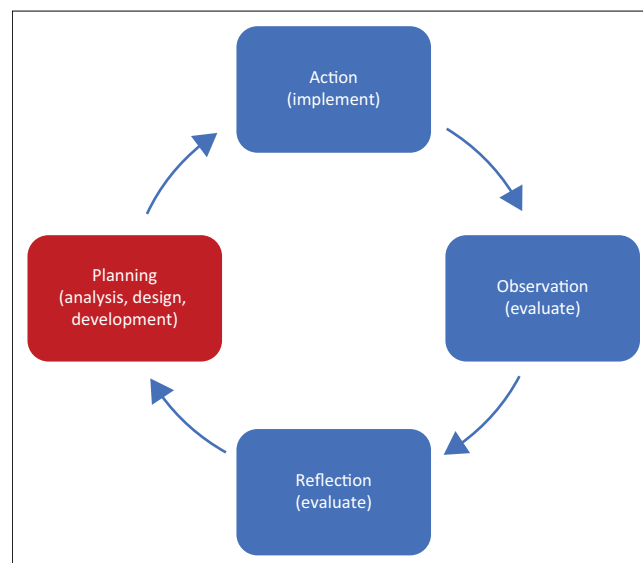 Action
(implement)
Planning
(analysis, design,
development)
Observation
(evaluate)
Reflection
(evaluate)